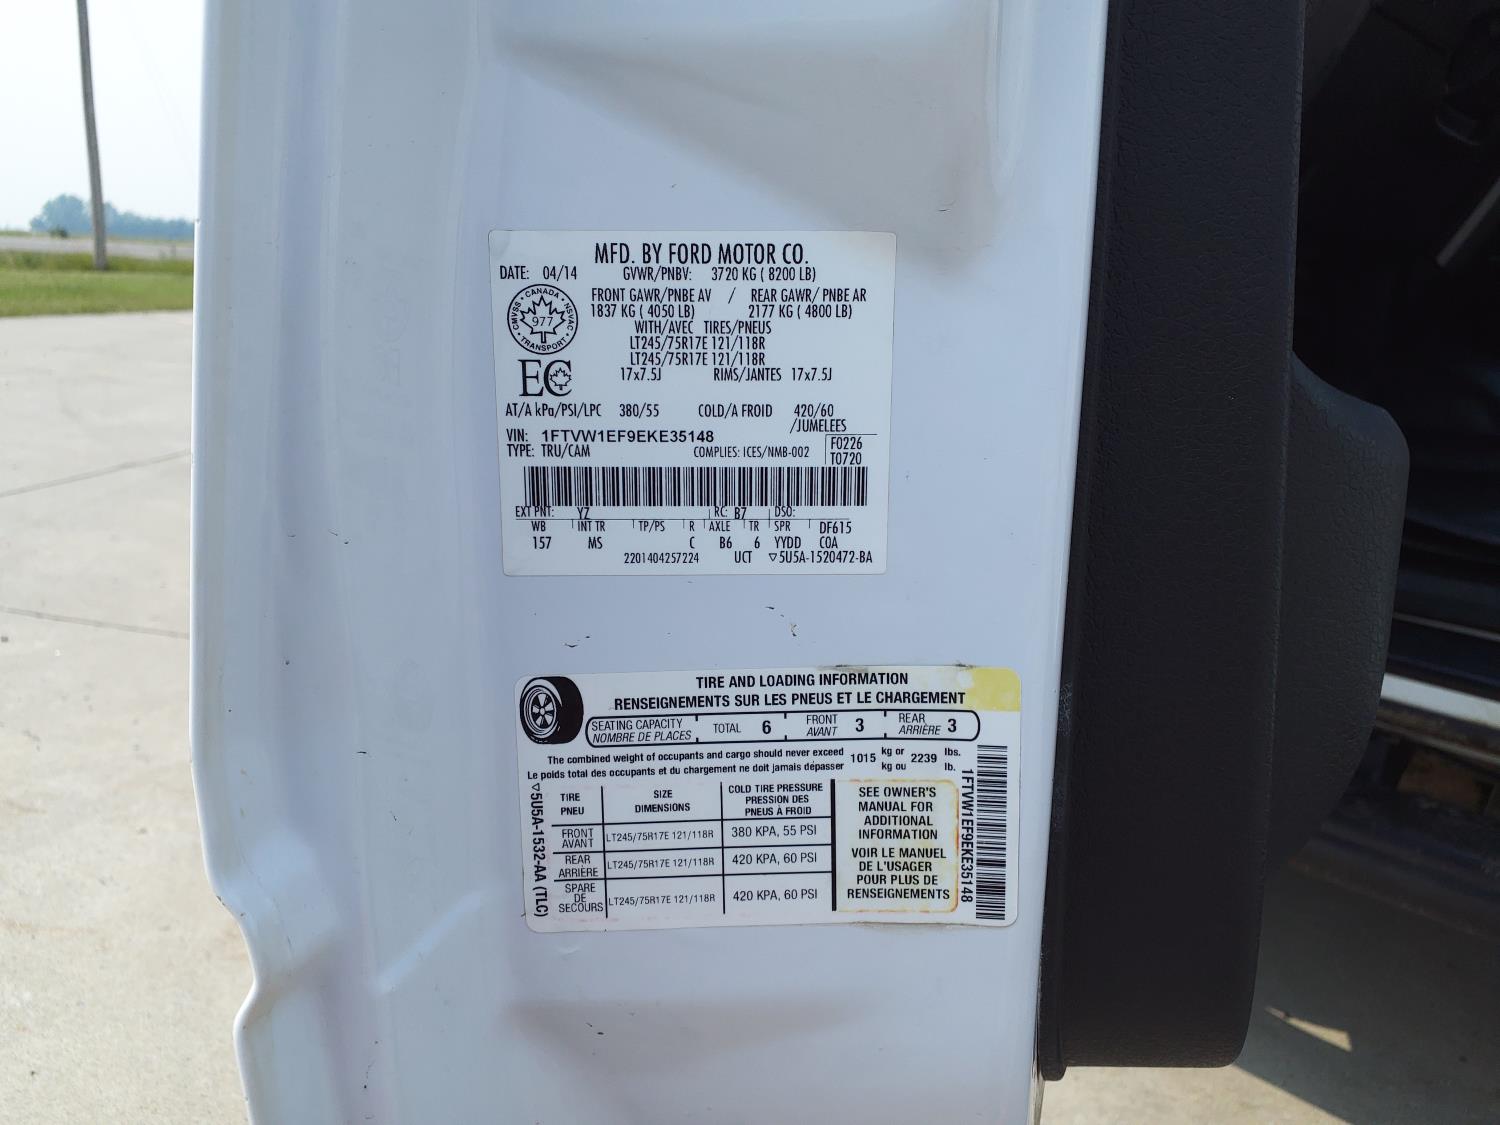 MFD. BY FORD MOTOR CO.
DATE: 04/14 GVWR/PNBV: 3720 KG ( 8200 LB)
FRONT GAWR/PNBE AV / REAR GAWR/ PNBE AR
1837 KG ( 4050 LB) 2177 KG ( 4800 LB)
WITH/AVEC TIRES/PNEUS
LT245/75R17E 121/118R
LT245/75R17E 121/118R
17x7.5J RIMS/JANTES 17x7.5J
CANADA
CMVSS • NSVAC
977
TRANSPORT
EC
AT/A kPa/PSI/LPC 380/55 COLD/A FROID 420/60
/JUMELEES
VIN: 1FTVW1EF9EKE35148
TYPE: TRU/CAM COMPLIES: ICES/NMB-002
F0226
T0720
EXT PNT: YZ RC: B7 DSO:
WB INT TR TP/PS R AXLE TR SPR DF615
157 MS C B6 6 YYDD COA
2201404257224 UCT ▽5U5A-1520472-BA
TIRE AND LOADING INFORMATION
RENSEIGNEMENTS SUR LES PNEUS ET LE CHARGEMENT
SEATING CAPACITY TOTAL 6 FRONT 3 REAR 3
NOMBRE DE PLACES AVANT ARRIÈRE
The combined weight of occupants and cargo should never exceed 1015 kg or 2239 lbs.
Le poids total des occupants et du chargement ne doit jamais dépasser kg ou lb.
TIRE SIZE COLD TIRE PRESSURE
PNEU DIMENSIONS PRESSION DES
PNEUS À FROID
FRONT
AVANT LT245/75R17E 121/118R 380 KPA, 55 PSI
REAR
ARRIÈRE LT245/75R17E 121/118R 420 KPA, 60 PSI
SPARE
DE
SECOURS LT245/75R17E 121/118R 420 KPA, 60 PSI
SEE OWNER'S
MANUAL FOR
ADDITIONAL
INFORMATION
VOIR LE MANUEL
DE L'USAGER
POUR PLUS DE
RENSEIGNEMENTS
▽5U5A-1532-AA (TLC)
1FTVW1EF9EKE35148